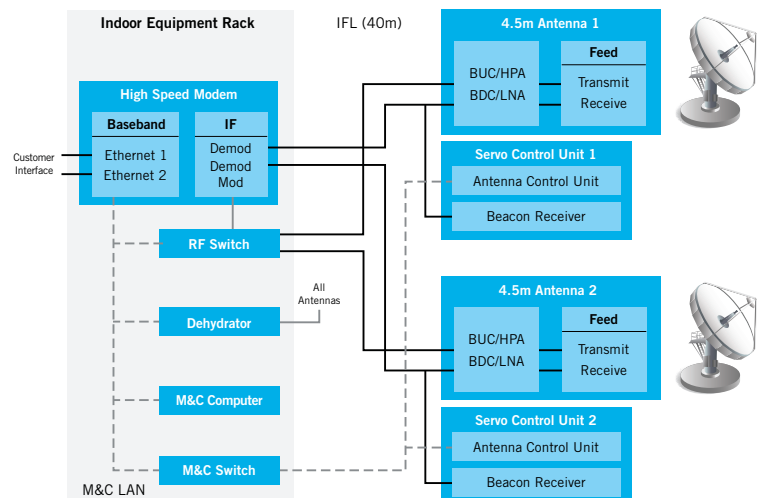 Indoor Equipment Rack
IFL (40m)
High Speed Modem
Baseband
Ethernet 1
Ethernet 2
IF
Demod
Demod
Mod
Customer
Interface
RF Switch
All
Antennas
Dehydrator
M&C Computer
M&C Switch
M&C LAN
4.5m Antenna 1
BUC/HPA
BDC/LNA
Feed
Transmit
Receive
Servo Control Unit 1
Antenna Control Unit
Beacon Receiver
4.5m Antenna 2
BUC/HPA
BDC/LNA
Feed
Transmit
Receive
Servo Control Unit 2
Antenna Control Unit
Beacon Receiver